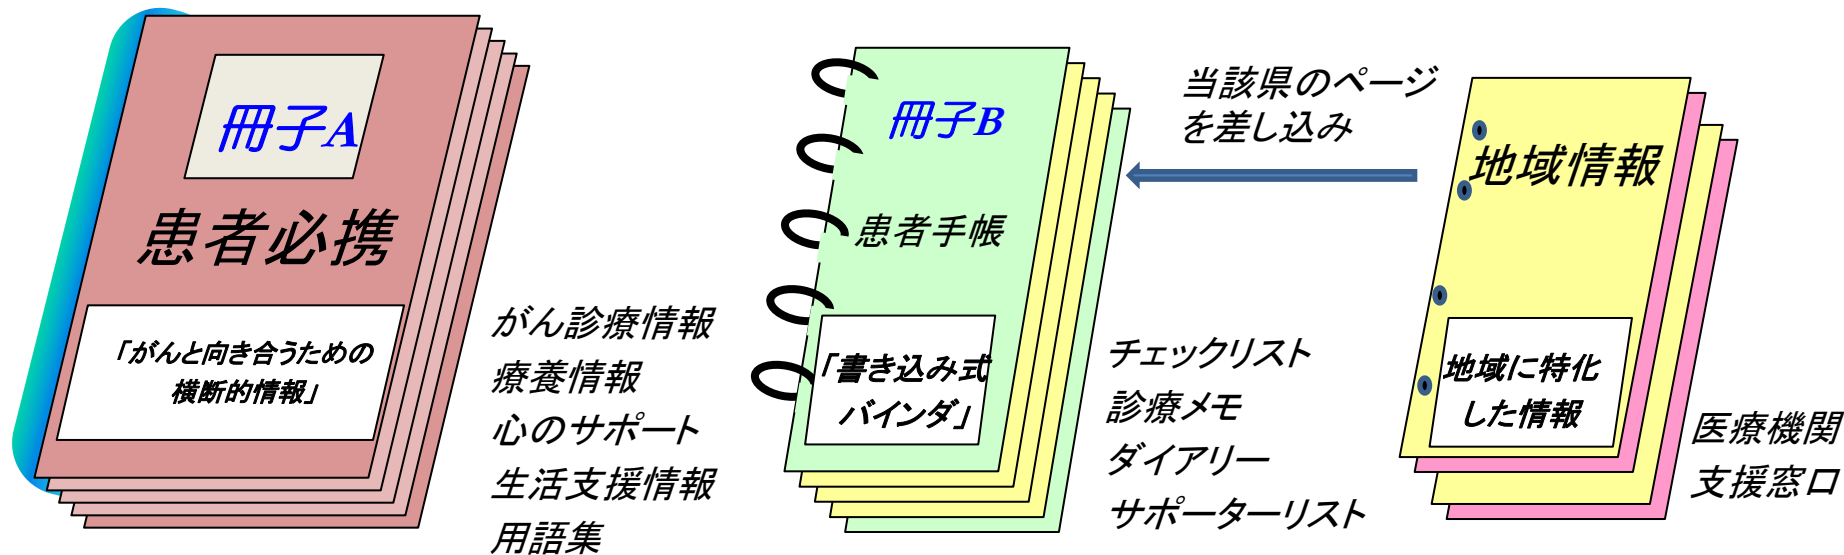 冊子A
患者必携
「がんと向き合うための
横断的情報」
がん診療情報
療養情報
心のサポート
生活支援情報
用語集
冊子B
患者手帳
「書き込み式
バインダ」
チェックリスト
診療メモ
ダイアリー
サポーターリスト
当該県のページ
を差し込み
地域情報
地域に特化
した情報
医療機関
支援窓口